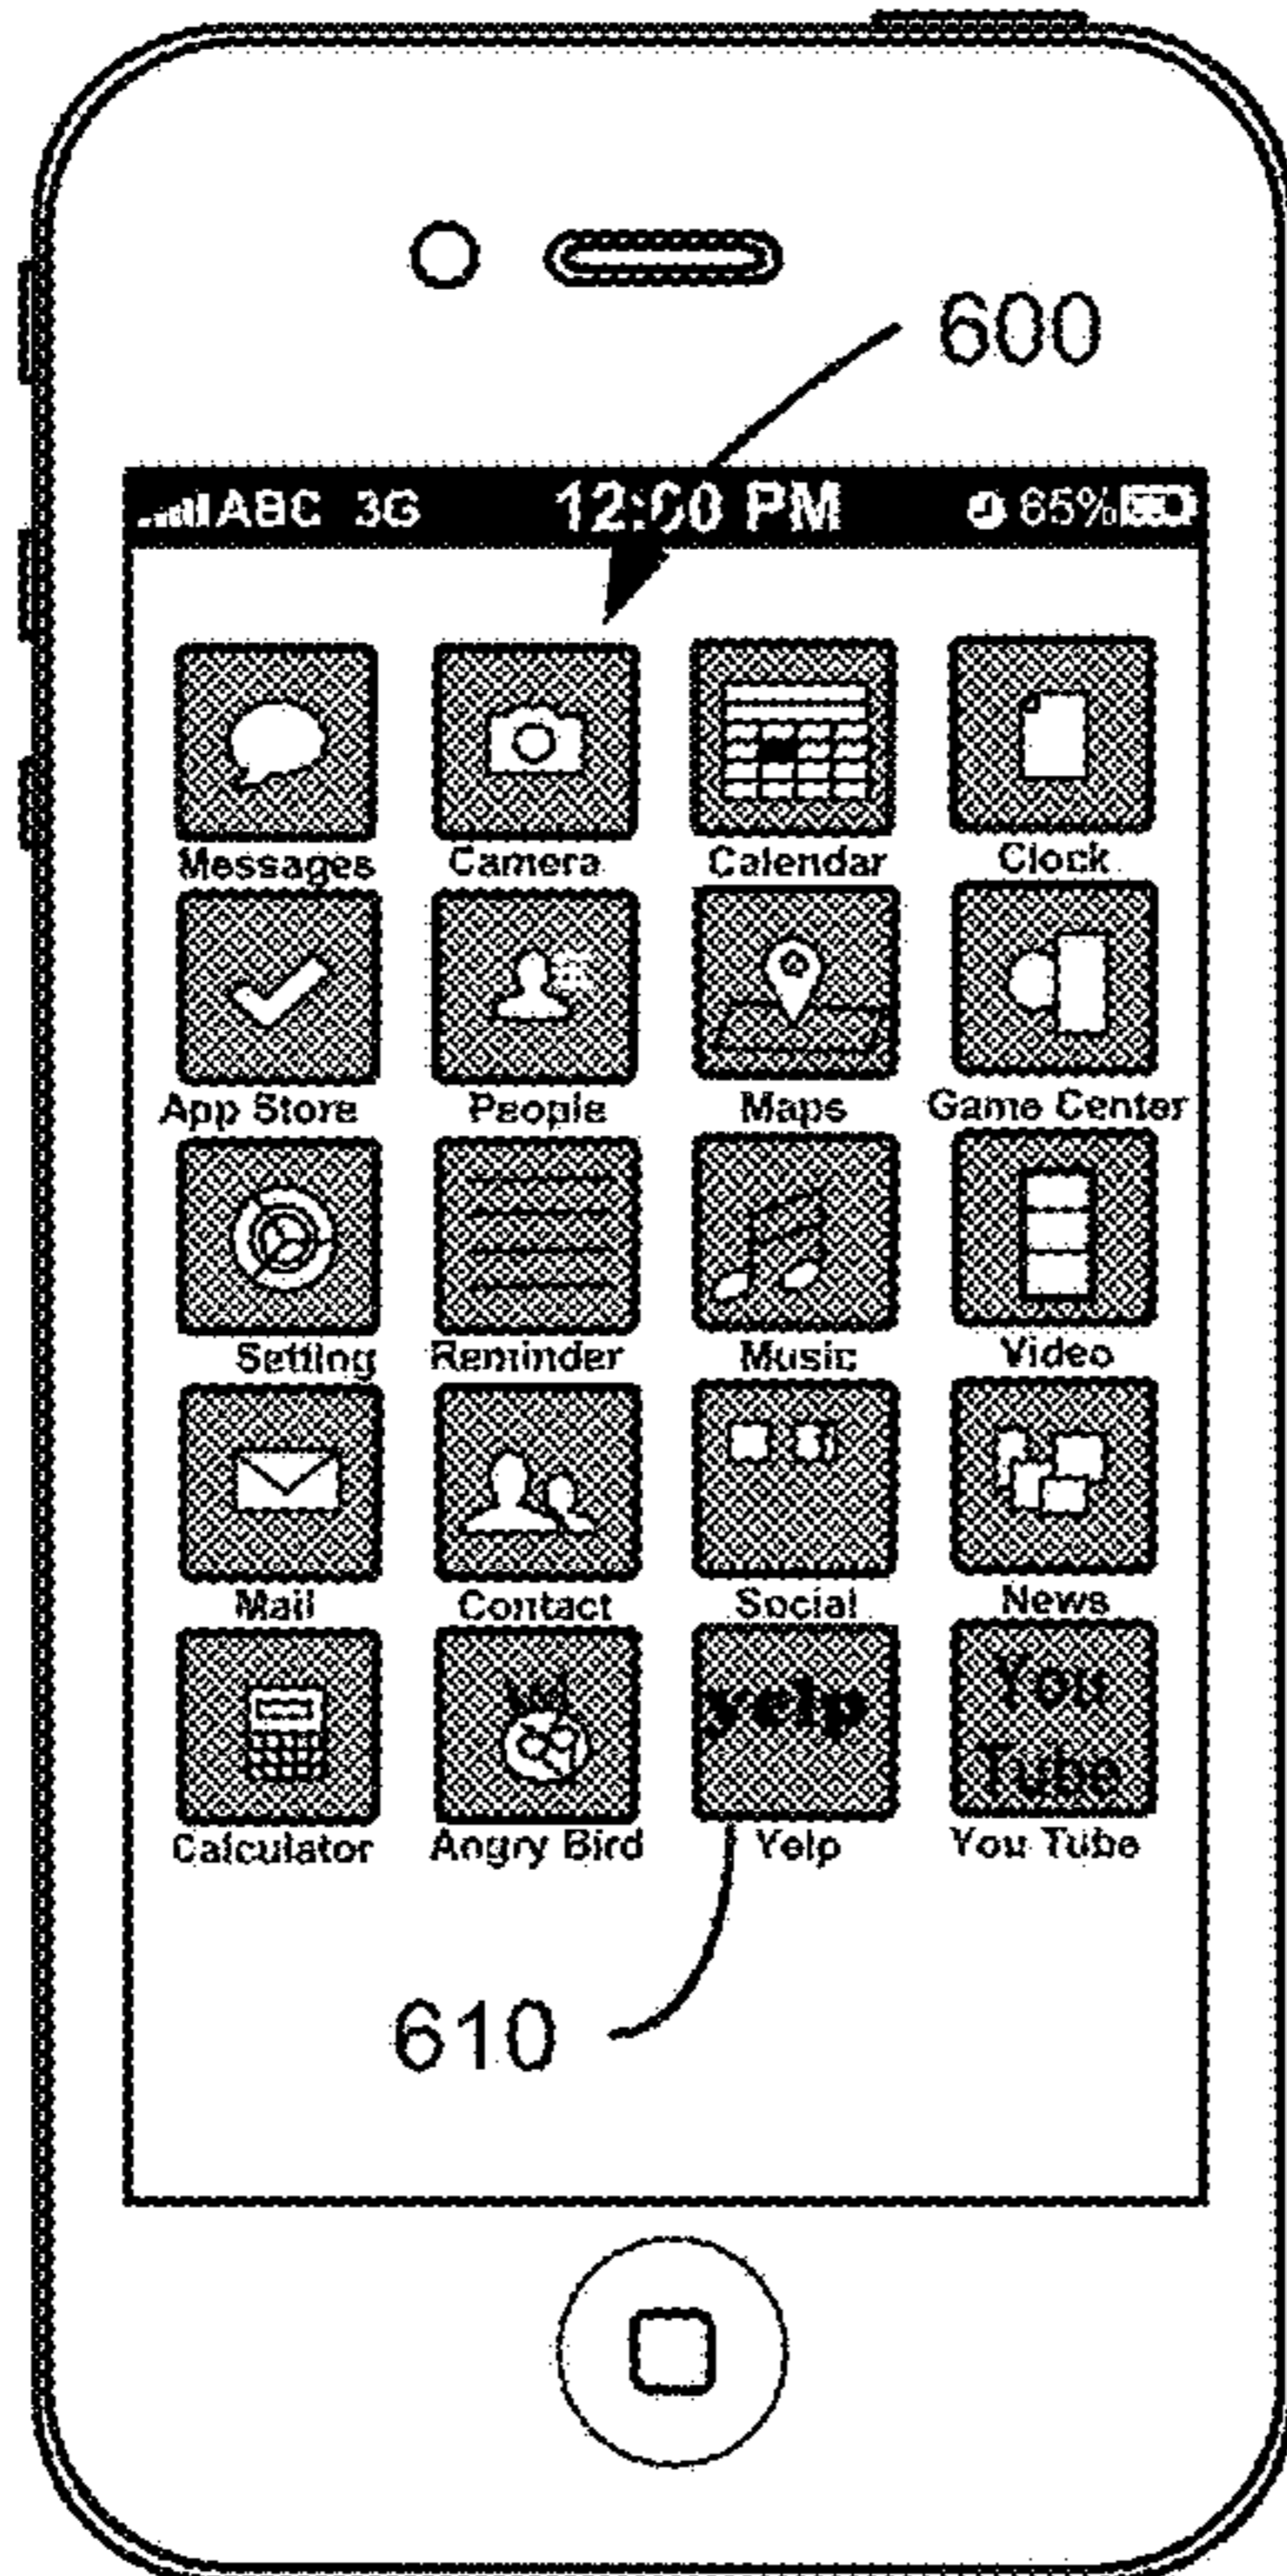 600
ABC 3G 12:00 PM 65%
Messages Camera Calendar Clock
App Store People Maps Game Center
Setting Reminder Music Video
Mail Contact Social News
yelp You
Tube
Calculator Angry Bird Yelp You Tube
610